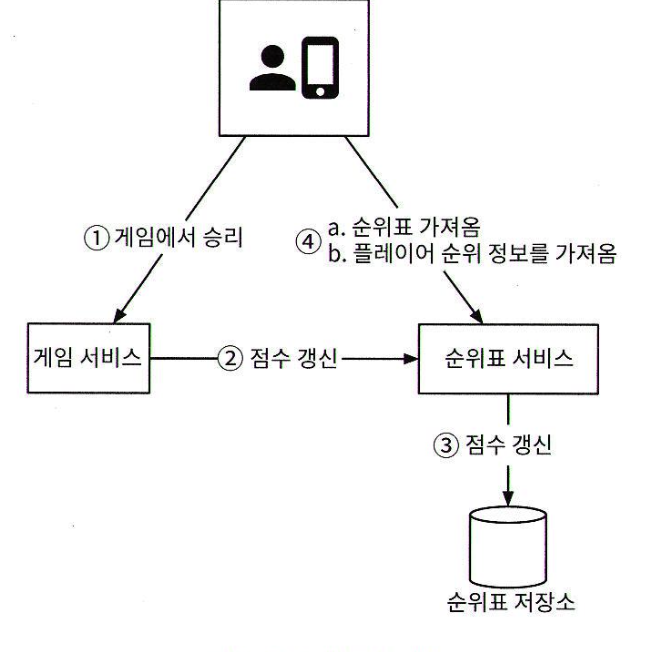 ① 게임에서 승리
④ a. 순위표 가져옴
b. 플레이어 순위 정보를 가져옴
게임 서비스
② 점수 갱신
순위표 서비스
③ 점수 갱신
순위표 저장소